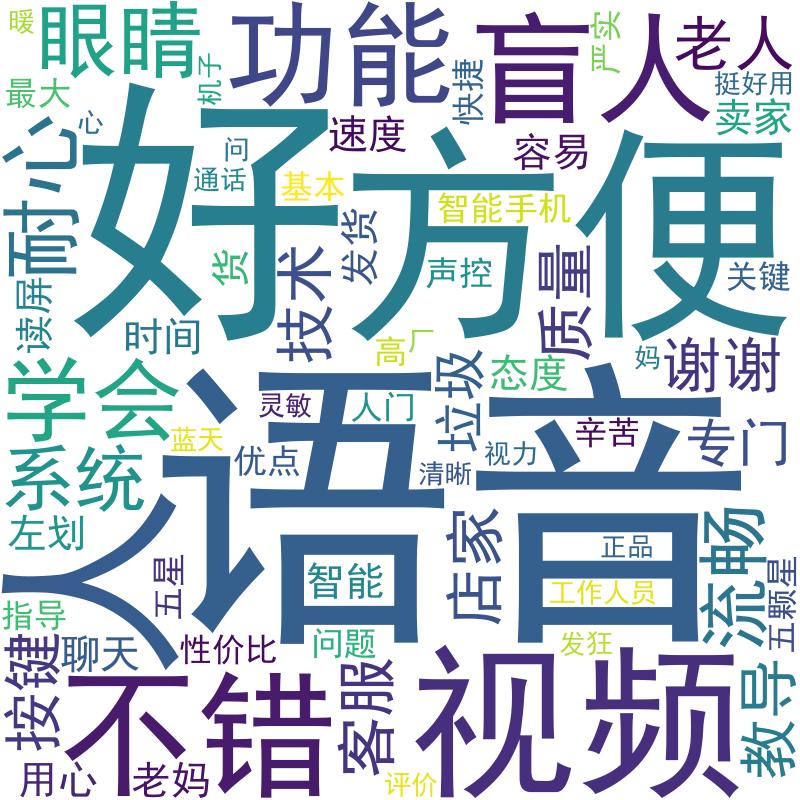 暖
眼睛
功能
盲人
严实
老人
最大
机子
快捷
挺好用
卖家
耐心
心
好
方便
问
速度
容易
通话
基本
智能手机
货
发货
技术
声控
质量
关键
读屏
时间
高
厂
妈
谢谢
学会
态度
垃圾
灵敏
人门
蓝天
语音
辛苦
专门
系统
优点
清晰
视力
左划
人
五星
智能
店家
正品
流畅
工作人员
五颗星
指导
聊天
性价比
问题
发狂
按键
不错
客服
视频
教导
用心
老妈
评价